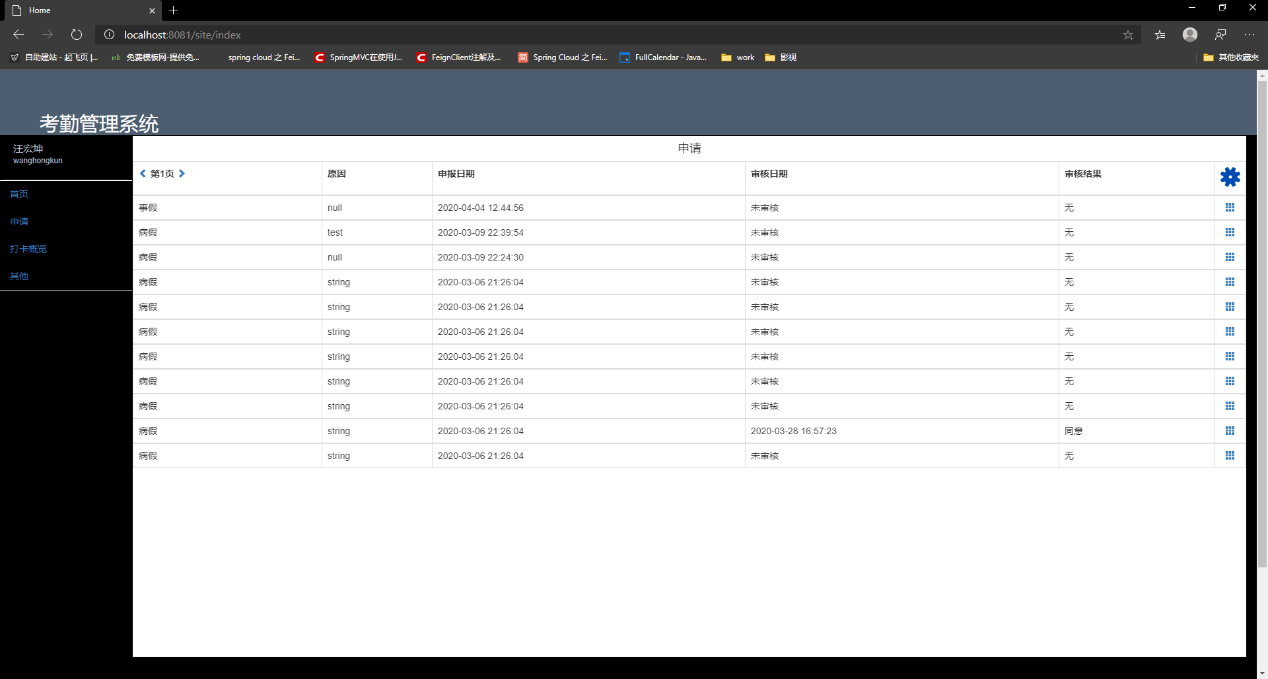 Home
localhost:8081/site/index
自助建站 - 起飞页 |... 免费模板网-提供免... spring cloud 之 Fei... SpringMVC在使用J... FeignClient注解及... Spring Cloud 之 Fei... FullCalendar - Java... work 影视 其他收藏夹
考勤管理系统
汪宏坤
wanghongkun
首页
申请
打卡概览
其他
申请
第1页 原因 申报日期 审核日期 审核结果
事假 null 2020-04-04 12:44:56 未审核 无
病假 test 2020-03-09 22:39:54 未审核 无
病假 null 2020-03-09 22:24:30 未审核 无
病假 string 2020-03-06 21:26:04 未审核 无
病假 string 2020-03-06 21:26:04 未审核 无
病假 string 2020-03-06 21:26:04 未审核 无
病假 string 2020-03-06 21:26:04 未审核 无
病假 string 2020-03-06 21:26:04 未审核 无
病假 string 2020-03-06 21:26:04 未审核 无
病假 string 2020-03-06 21:26:04 2020-03-28 16:57:23 同意
病假 string 2020-03-06 21:26:04 未审核 无